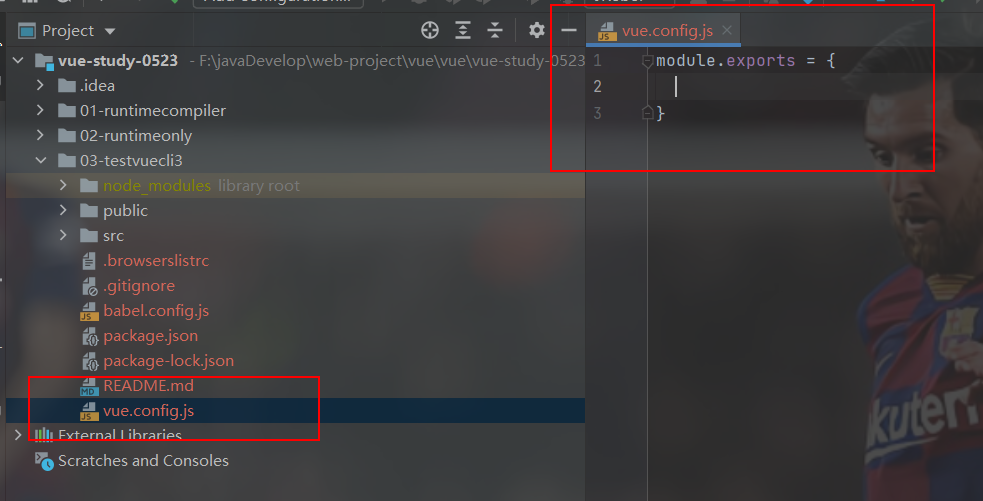 Project
vue-study-0523 - F:\javaDevelop\web-project\vue\vue\vue-study-0523
.idea
01-runtimecompiler
02-runtimeonly
03-testvuecli3
node_modules library root
public
src
.browserslistrc
.gitignore
babel.config.js
package.json
package-lock.json
README.md
vue.config.js
External Libraries
Scratches and Consoles
vue.config.js
1 module.exports = {
2
3 }
Rakuten